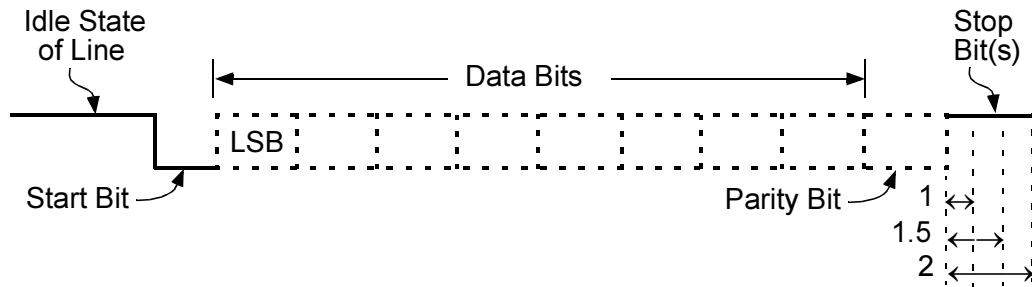 Idle State
of Line
Stop
Bit(s)
Data Bits
LSB
Start Bit
Parity Bit
1
1.5
2